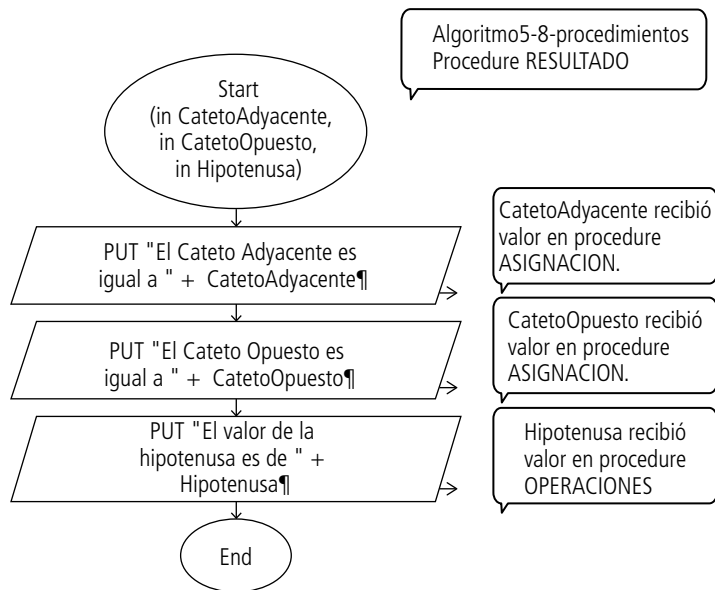 Algoritmo5-8-procedimientos
Procedure RESULTADO
Start
(in CatetoAdyacente,
in CatetoOpuesto,
in Hipotenusa)
PUT "El Cateto Adyacente es
igual a " + CatetoAdyacente¶
CatetoAdyacente recibió
valor en procedure
ASIGNACION.
PUT "El Cateto Opuesto es
igual a " + CatetoOpuesto¶
CatetoOpuesto recibió
valor en procedure
ASIGNACION.
PUT "El valor de la
hipotenusa es de " +
Hipotenusa¶
Hipotenusa recibió
valor en procedure
OPERACIONES
End